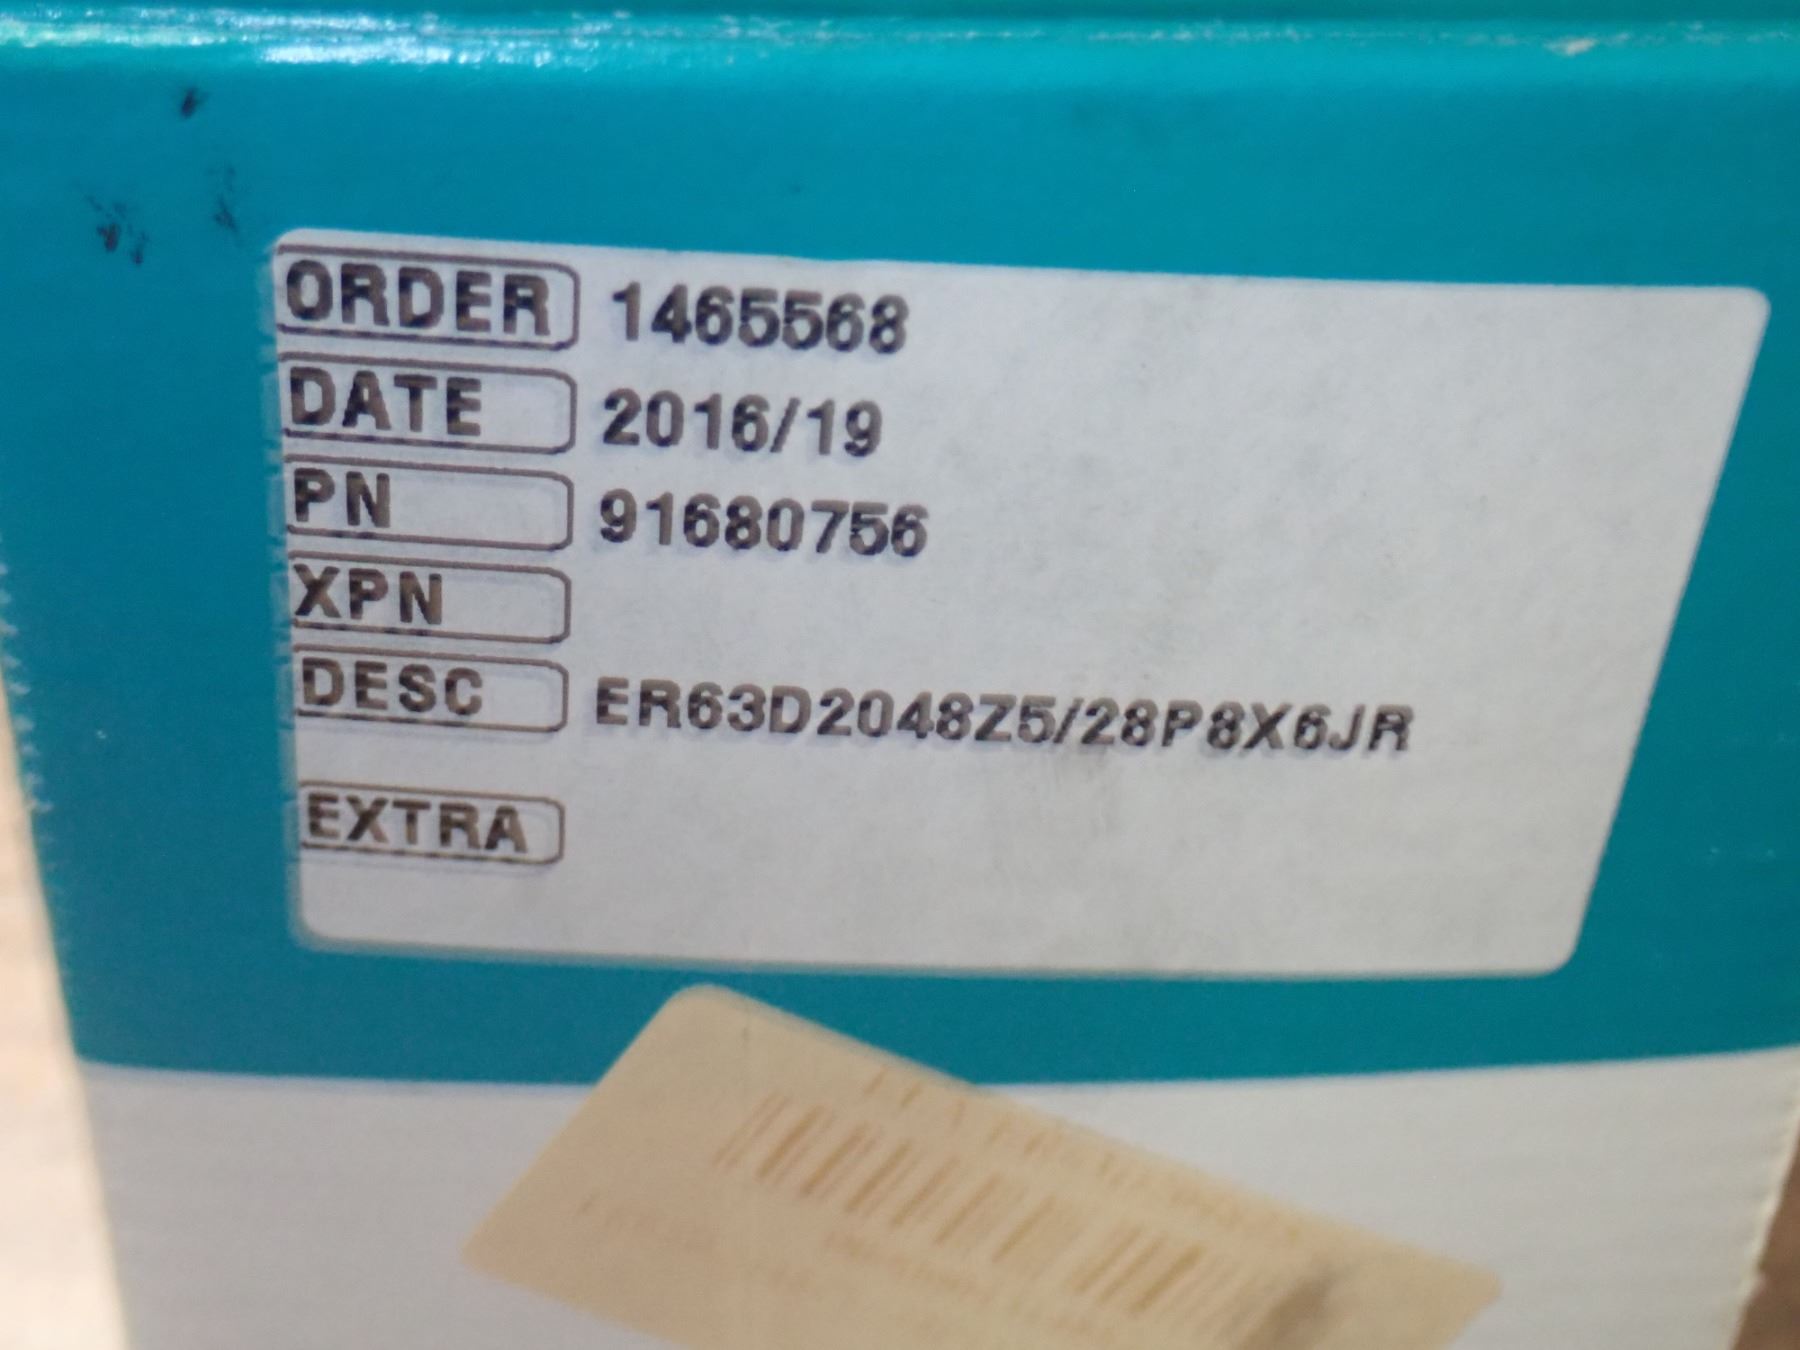 ORDER 1465568
DATE 2016/19
PN 91680756
XPN
DESC ER63D2048Z5/28P8X6JR
EXTRA